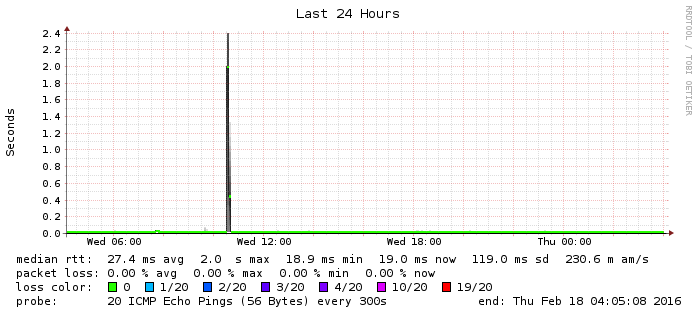 Last 24 Hours
RRDTOOL / TOBI OETIKER
Seconds
2.4
2.2
2.0
1.8
1.6
1.4
1.2
1.0
0.8
0.6
0.4
0.2
0.0
Wed 06:00 Wed 12:00 Wed 18:00 Thu 00:00
median rtt: 27.4 ms avg 2.0 s max 18.9 ms min 19.0 ms now 119.0 ms sd 230.6 m am/s
packet loss: 0.00 % avg 0.00 % max 0.00 % min 0.00 % now
loss color: 0 1/20 2/20 3/20 4/20 10/20 19/20
probe: 20 ICMP Echo Pings (56 Bytes) every 300s end: Thu Feb 18 04:05:08 2016